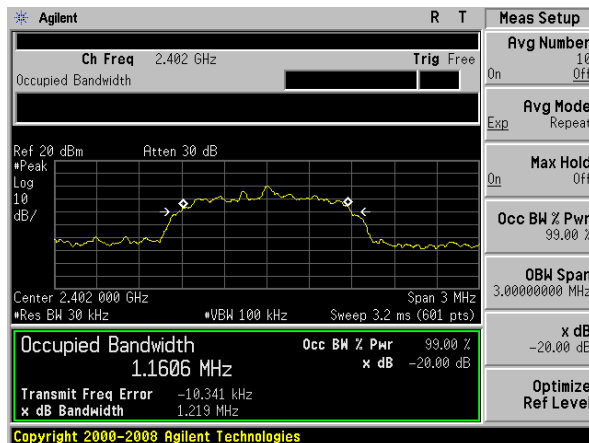 Agilent R T
Ch Freq 2.402 GHz Trig Free
Occupied Bandwidth
Ref 20 dBm Atten 30 dB
*Peak
Log
10
dB/
Center 2.402 000 GHz Span 3 MHz
*Res BW 30 kHz *VBW 100 kHz Sweep 3.2 ms (601 pts)
Occupied Bandwidth Occ BW % Pwr 99.00 %
1.1606 MHz x dB -20.00 dB
Transmit Freq Error -10.341 kHz
x dB Bandwidth 1.219 MHz
Copyright 2000-2008 Agilent Technologies
Meas Setup
Avg Number
10
On Off
Avg Mode
Exp Repeat
Max Hold
On Off
Occ BW % Pwr
99.00 %
OBW Span
3.00000000 MHz
x dB
-20.00 dB
Optimize
Ref Level